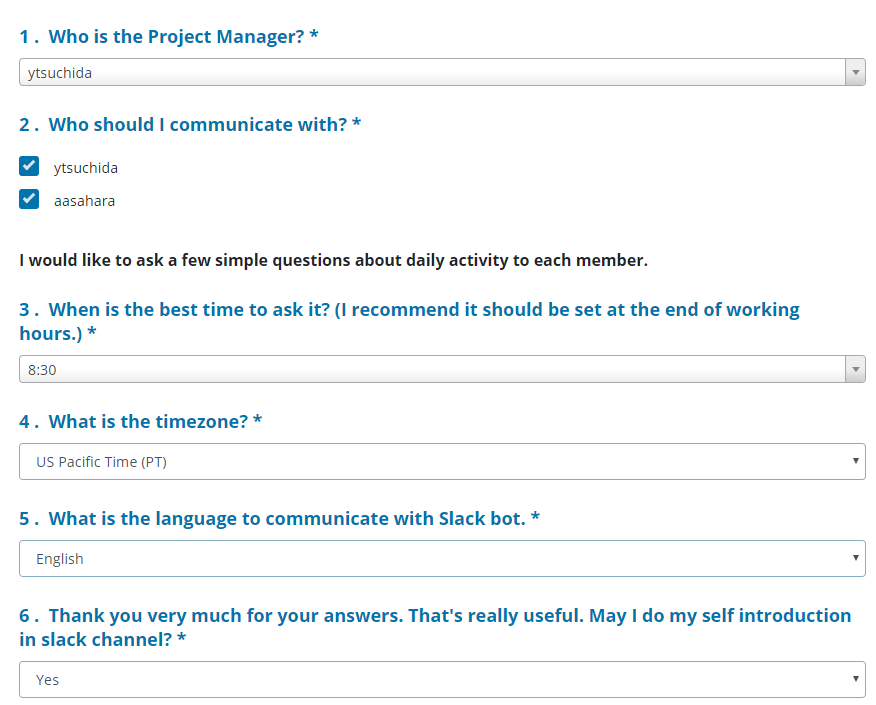 1 . Who is the Project Manager? *
ytsuchida
2 . Who should I communicate with? *
ytsuchida
aasahara
I would like to ask a few simple questions about daily activity to each member.
3 . When is the best time to ask it? (I recommend it should be set at the end of working
hours.) *
8:30
4 . What is the timezone? *
US Pacific Time (PT)
5 . What is the language to communicate with Slack bot. *
English
6 . Thank you very much for your answers. That's really useful. May I do my self introduction
in slack channel? *
Yes